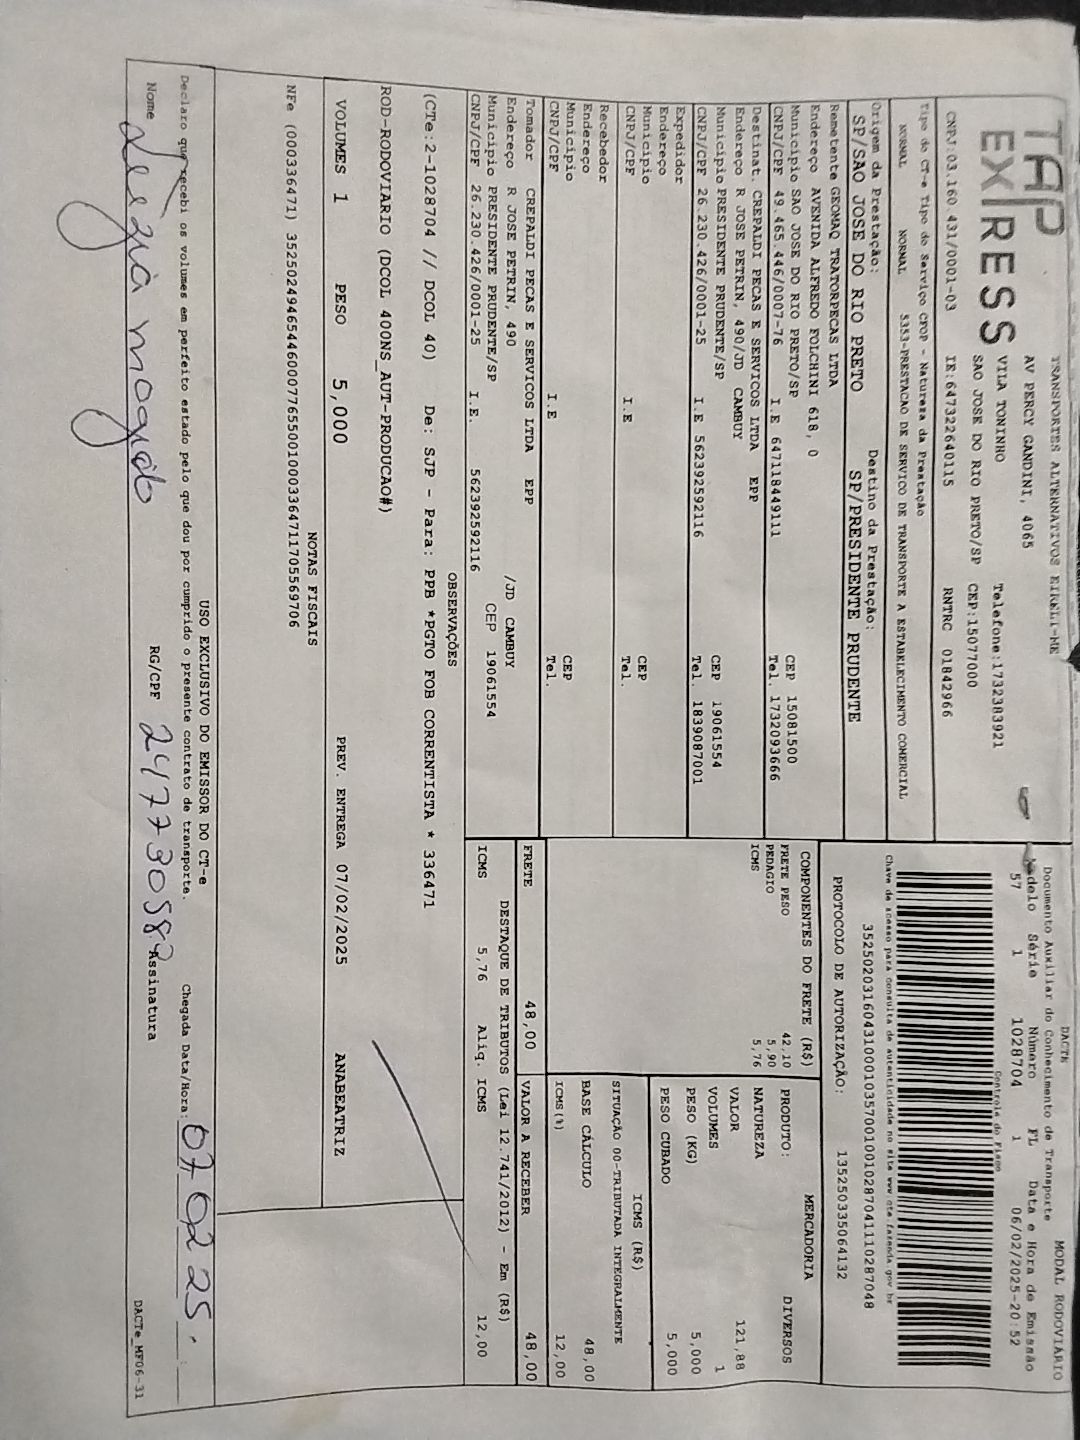 TAP
EX|RESS
TRANSPORTES ALTERNATIVOS EIRELI-ME
AV PERCY GANDINI, 4065
VILA TONINHO Telefone:1732383921
SAO JOSE DO RIO PRETO/SP CEP:15077000
CNPJ:03.160.431/0001-03 IE:647322640115 RNTRC 01842966
DACTE MODAL RODOVIÁRIO
Documento Auxiliar do Conhecimento de Transporte
Modelo Série Número FL Data e Hora de Emissão
57 1 1028704 1 06/02/2025-20:52
Controle do Fisco
Tipo do CT-e Tipo do Serviço CFOP - Natureza da Prestação
NORMAL NORMAL 5353-PRESTACAO DE SERVICO DE TRANSPORTE A ESTABELECIMENTO COMERCIAL
Chave de acesso para consulta de autenticidade no site www.cte.fazenda.gov.br
35250203160431000103570010010287041110287048
Origem da Prestação: Destino da Prestação:
SP/SAO JOSE DO RIO PRETO SP/PRESIDENTE PRUDENTE
PROTOCOLO DE AUTORIZAÇÃO: 135250335064132
Remetente GEOMAQ TRATORPECAS LTDA
Endereço AVENIDA ALFREDO FOLCHINI 618, 0
Município SAO JOSE DO RIO PRETO/SP CEP 15081500
CNPJ/CPF 49.465.446/0007-76 I.E 647118449111 Tel. 1732093666
Destinat. CREPALDI PECAS E SERVICOS LTDA EPP
Endereço R JOSE PETRIN, 490/JD CAMBUY
Município PRESIDENTE PRUDENTE/SP CEP 19061554
CNPJ/CPF 26.230.426/0001-25 I.E 562392592116 Tel. 1839087001
Expedidor
Endereço
Município CEP
CNPJ/CPF I.E Tel.
Recebedor
Endereço
Município CEP
CNPJ/CPF I.E Tel.
Tomador CREPALDI PECAS E SERVICOS LTDA EPP
Endereço R JOSE PETRIN, 490 /JD CAMBUY
Município PRESIDENTE PRUDENTE/SP CEP 19061554
CNPJ/CPF 26.230.426/0001-25 I.E. 562392592116
COMPONENTES DO FRETE (R$)
FRETE PESO 42,10
PEDAGIO 5,90
ICMS 5,76
MERCADORIA
PRODUTO: DIVERSOS
NATUREZA
VALOR 121,88
VOLUMES 1
PESO (KG) 5,000
PESO CUBADO 5,000
ICMS (R$)
SITUAÇÃO 00-TRIBUTADA INTEGRALMENTE
BASE CÁLCULO 48,00
ICMS(%) 12,00
FRETE 48,00 VALOR A RECEBER 48,00
DESTAQUE DE TRIBUTOS (Lei 12.741/2012) - Em (R$)
ICMS 5,76 Aliq. ICMS 12,00
OBSERVAÇÕES
(CTe:2-1028704 // DCOL 40) De: SJP - Para: PPB *PGTO FOB CORRENTISTA * 336471
ROD-RODOVIARIO (DCOL 400NS_AUT-PRODUCAO#)
VOLUMES 1 PESO 5,000 PREV. ENTREGA 07/02/2025 ANABEATRIZ
NOTAS FISCAIS
NFe (000336471) 35250249465446000776550010003364711705569706
USO EXCLUSIVO DO EMISSOR DO CT-e
Declaro que recebi os volumes em perfeito estado pelo que dou por cumprido o presente contrato de transporte. Chegada Data/Hora: 07 02 25
Nome RG/CPF Assinatura
DACTe_MF06-31